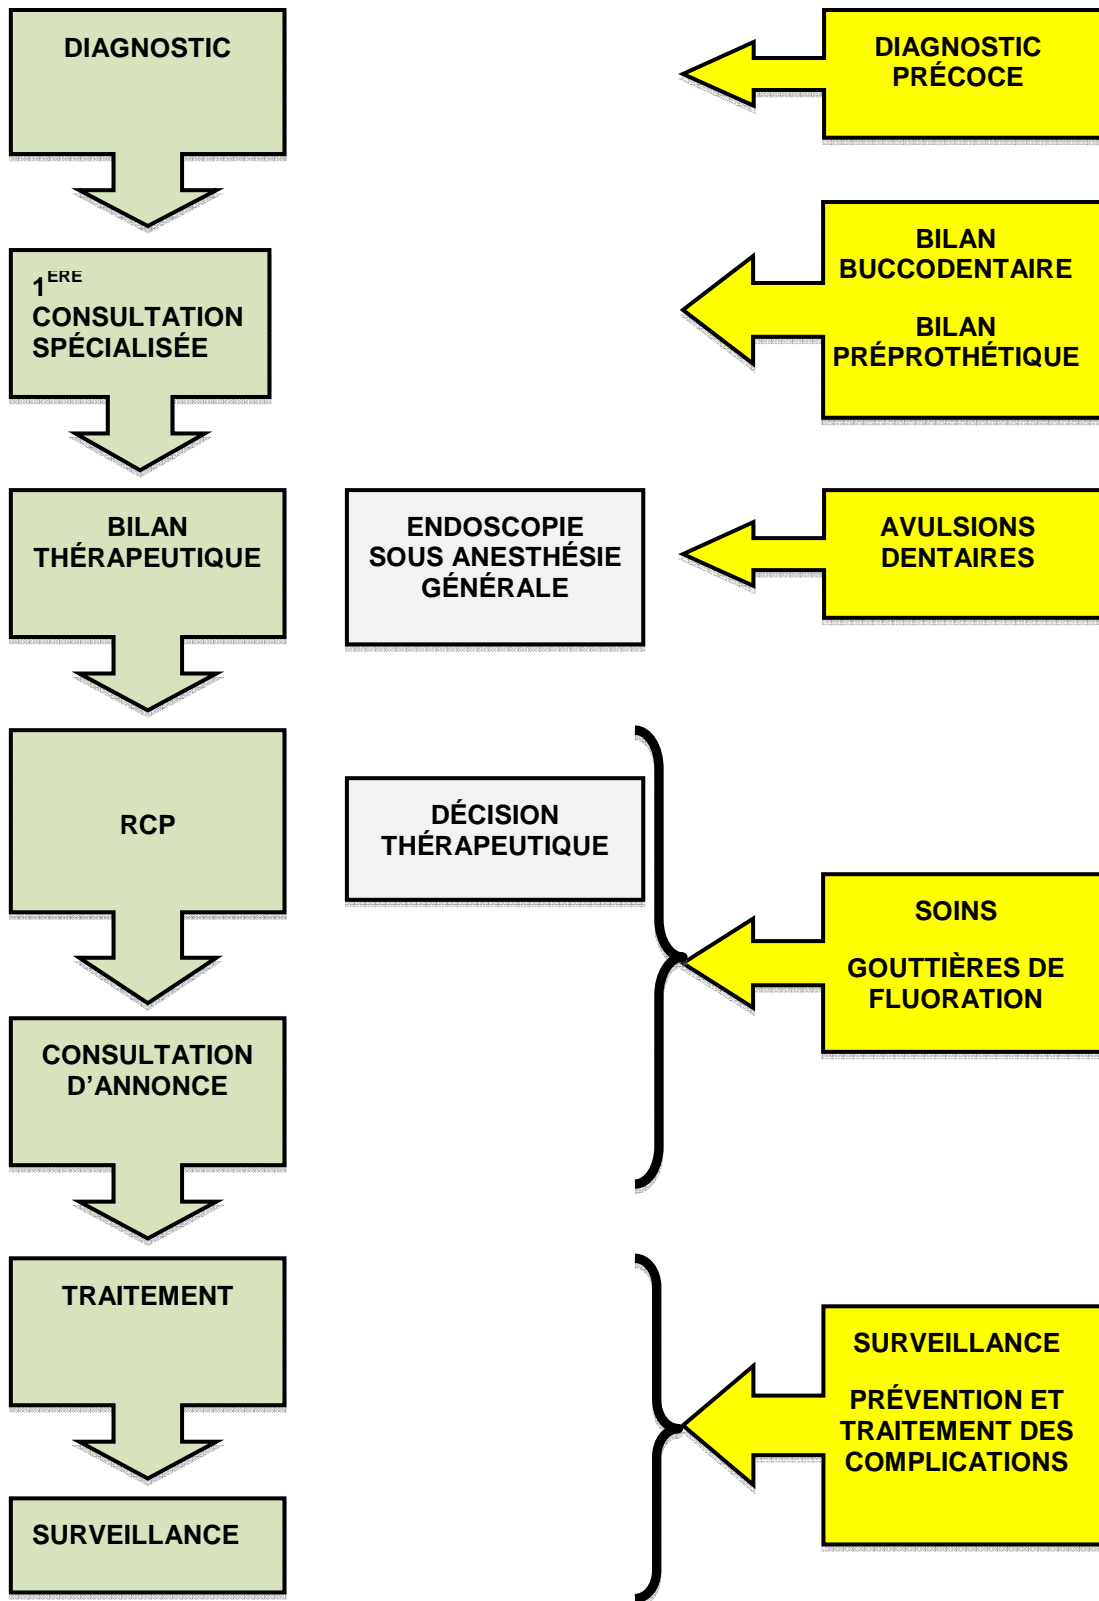 DIAGNOSTIC
DIAGNOSTIC
PRÉCOCE
1ERE
CONSULTATION
SPÉCIALISÉE
BILAN
BUCCODENTAIRE
BILAN
PRÉPROTHÉTIQUE
BILAN
THÉRAPEUTIQUE
ENDOSCOPIE
SOUS ANESTHÉSIE
GÉNÉRALE
AVULSIONS
DENTAIRES
RCP
DÉCISION
THÉRAPEUTIQUE
SOINS
GOUTTIÈRES DE
FLUORATION
CONSULTATION
D’ANNONCE
TRAITEMENT
SURVEILLANCE
PRÉVENTION ET
TRAITEMENT DES
COMPLICATIONS
SURVEILLANCE